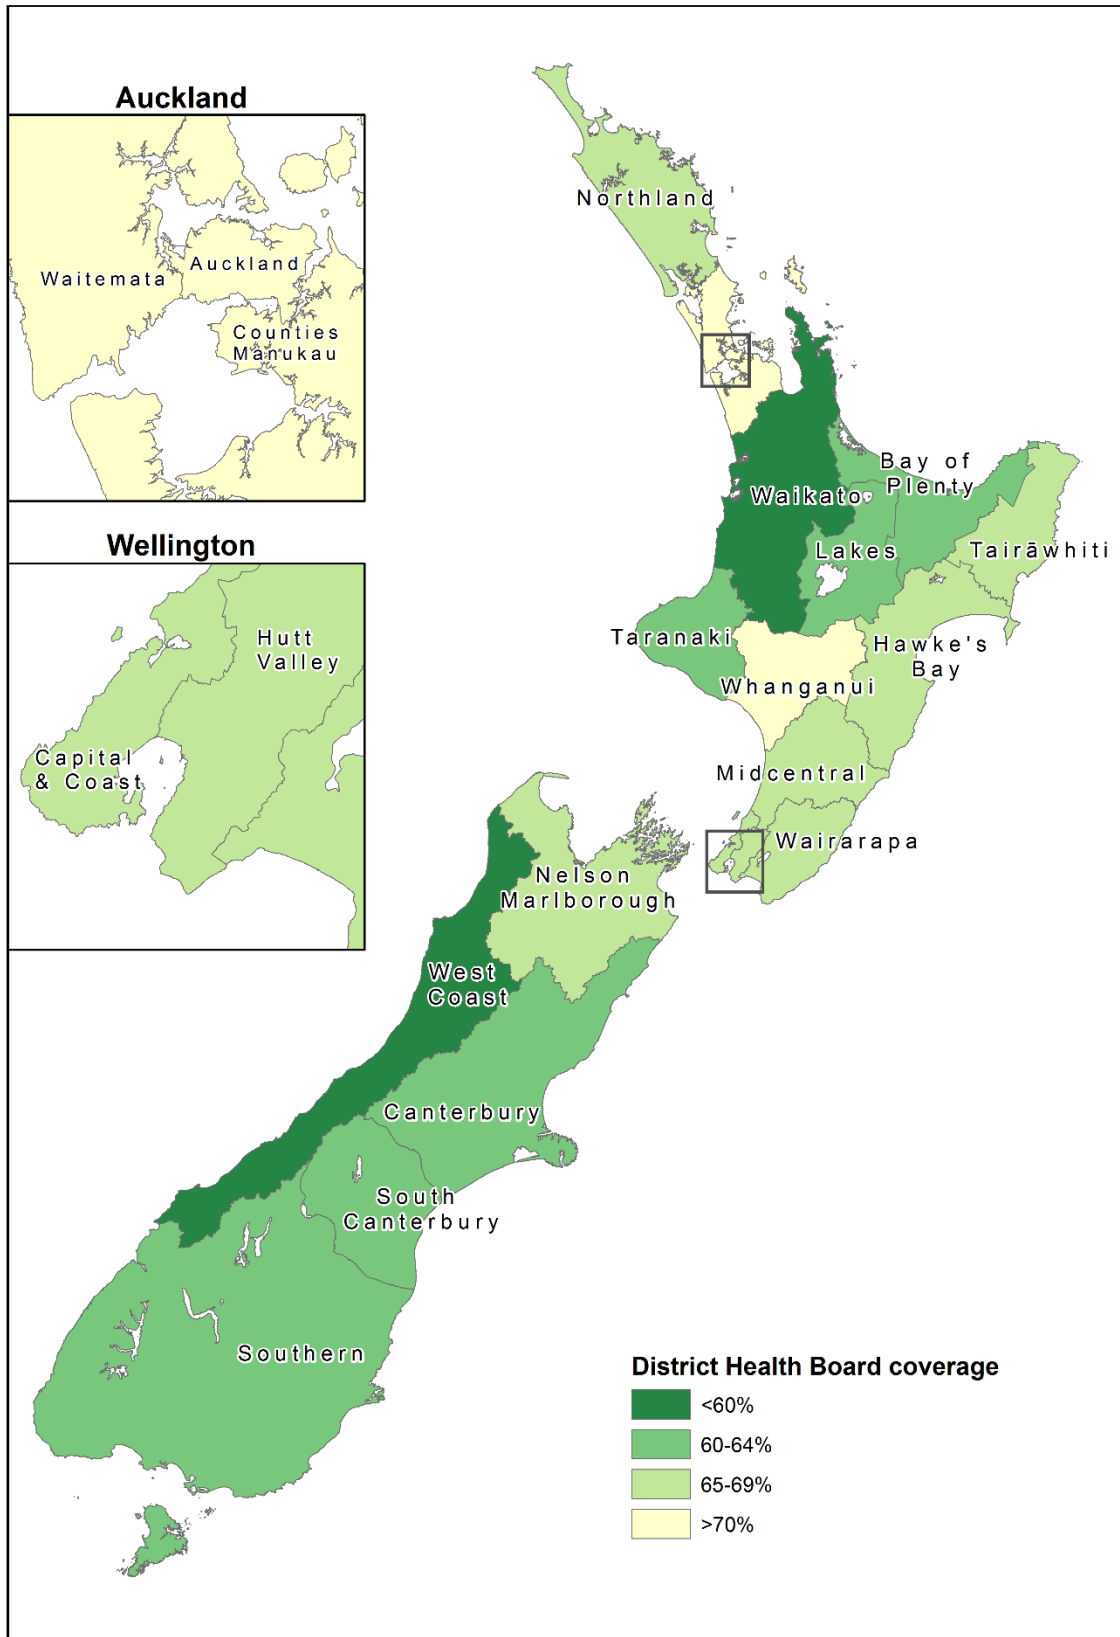 Auckland
Waitemata
Auckland
Counties
Manukau
Wellington
Hutt
Valley
Capital
& Coast
Northland
Bay of
Plenty
Waikato
Lakes
Tairāwhiti
Taranaki
Hawke's
Bay
Whanganui
Midcentral
Wairarapa
Nelson
Marlborough
West
Coast
Canterbury
South
Canterbury
Southern
District Health Board coverage
<60%
60-64%
65-69%
>70%